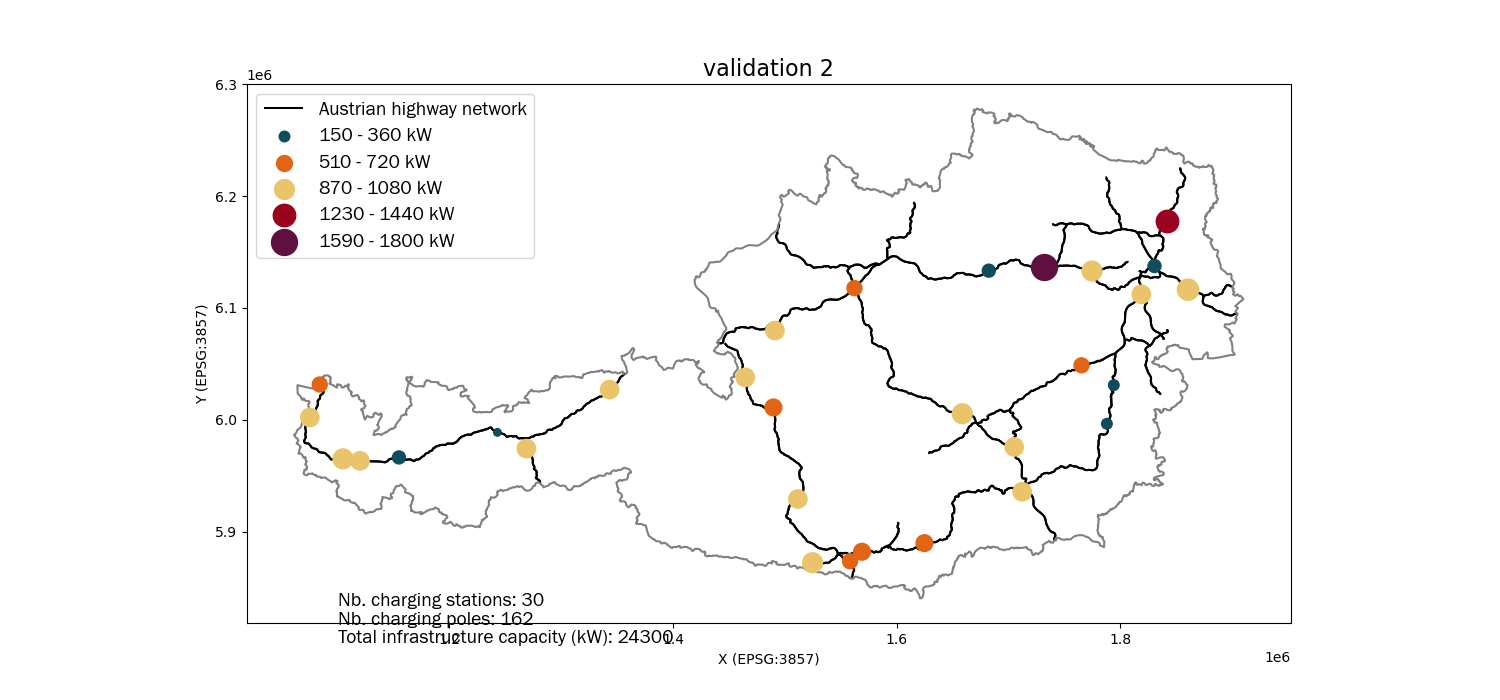 validation 2
1e6
6.3
6.2
6.1
6.0
5.9
Y (EPSG:3857)
Austrian highway network
150 - 360 kW
510 - 720 kW
870 - 1080 kW
1230 - 1440 kW
1590 - 1800 kW
Nb. charging stations: 30
Nb. charging poles: 162
Total infrastructure capacity (kW): 24300
1.2
1.4
1.6
1.8
X (EPSG:3857)
1e6